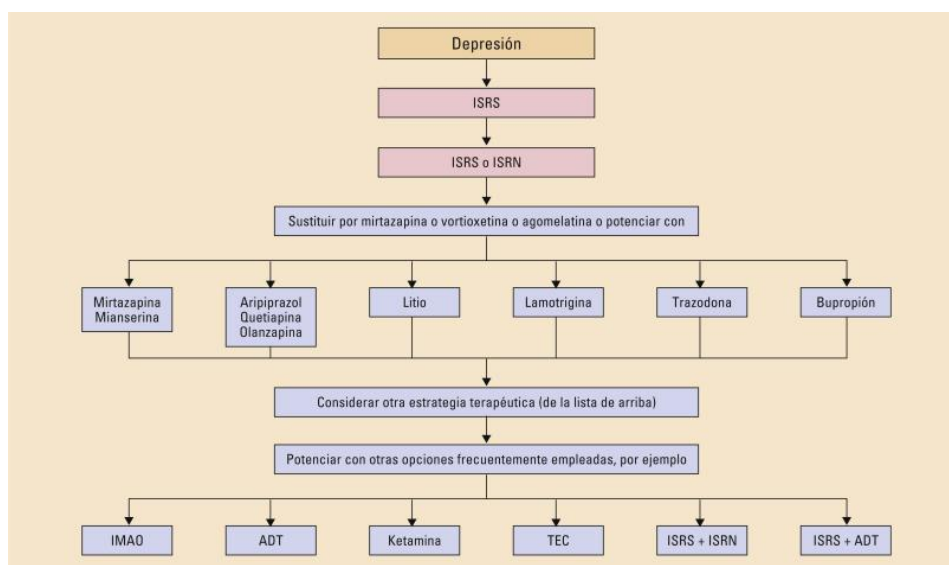 Depresión
ISRS
ISRS o ISRN
Sustituir por mirtazapina o vortioxetina o agomelatina o potenciar con
Mirtazapina
Mianserina
Aripiprazol
Quetiapina
Olanzapina
Litio
Lamotrigina
Trazodona
Bupropión
Considerar otra estrategia terapéutica (de la lista de arriba)
Potenciar con otras opciones frecuentemente empleadas, por ejemplo
IMAO
ADT
Ketamina
TEC
ISRS + ISRN
ISRS + ADT